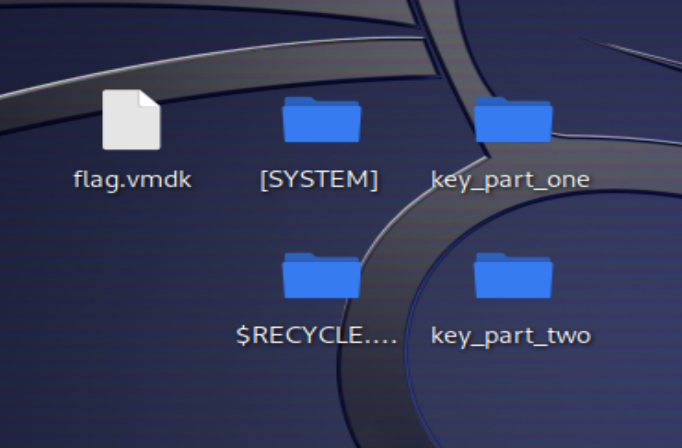 flag.vmdk
[SYSTEM]
key_part_one
$RECYCLE....
key_part_two